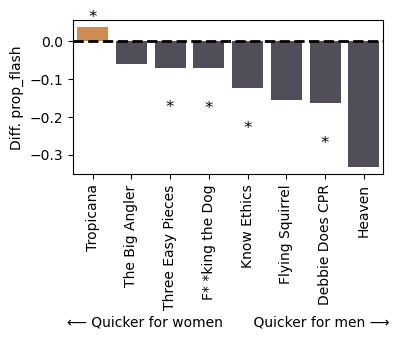 *
Diff. prop_flash
0.0
−0.1
−0.2
−0.3
* * * *
Tropicana
The Big Angler
Three Easy Pieces
F* *king the Dog
Know Ethics
Flying Squirrel
Debbie Does CPR
Heaven
⟵ Quicker for women
Quicker for men ⟶